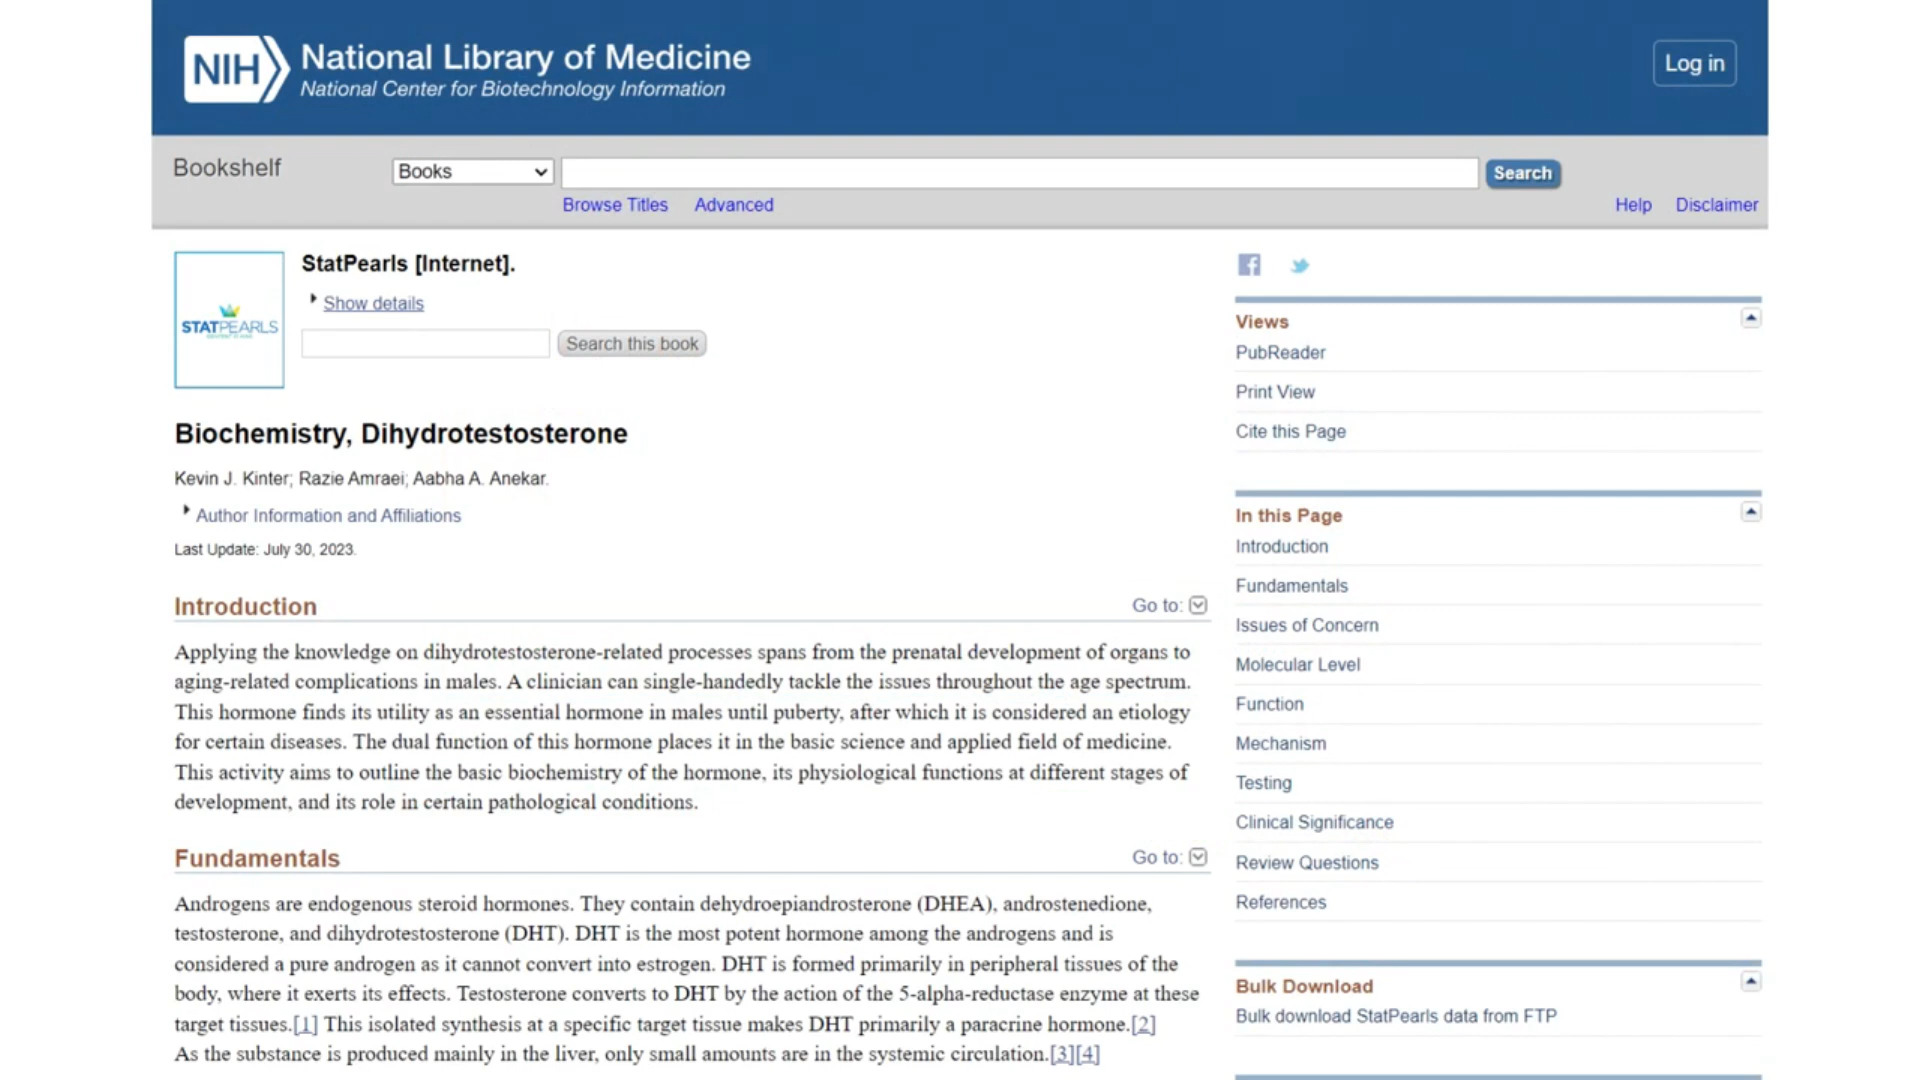 NIH National Library of Medicine
National Center for Biotechnology Information
Log in
Bookshelf
Books
Search
Browse Titles
Advanced
Help
Disclaimer
STATPEARLS
StatPearls [Internet].
Show details
Search this book
Biochemistry, Dihydrotestosterone
Kevin J. Kinter; Razie Amraei; Aabha A. Anekar.
Author Information and Affiliations
Last Update: July 30, 2023.
Introduction
Go to:
Applying the knowledge on dihydrotestosterone-related processes spans from the prenatal development of organs to
aging-related complications in males. A clinician can single-handedly tackle the issues throughout the age spectrum.
This hormone finds its utility as an essential hormone in males until puberty, after which it is considered an etiology
for certain diseases. The dual function of this hormone places it in the basic science and applied field of medicine.
This activity aims to outline the basic biochemistry of the hormone, its physiological functions at different stages of
development, and its role in certain pathological conditions.
Fundamentals
Go to:
Androgens are endogenous steroid hormones. They contain dehydroepiandrosterone (DHEA), androstenedione,
testosterone, and dihydrotestosterone (DHT). DHT is the most potent hormone among the androgens and is
considered a pure androgen as it cannot convert into estrogen. DHT is formed primarily in peripheral tissues of the
body, where it exerts its effects. Testosterone converts to DHT by the action of the 5-alpha-reductase enzyme at these
target tissues.[1] This isolated synthesis at a specific target tissue makes DHT primarily a paracrine hormone.[2]
As the substance is produced mainly in the liver, only small amounts are in the systemic circulation.[3][4]
Views
PubReader
Print View
Cite this Page
In this Page
Introduction
Fundamentals
Issues of Concern
Molecular Level
Function
Mechanism
Testing
Clinical Significance
Review Questions
References
Bulk Download
Bulk download StatPearls data from FTP